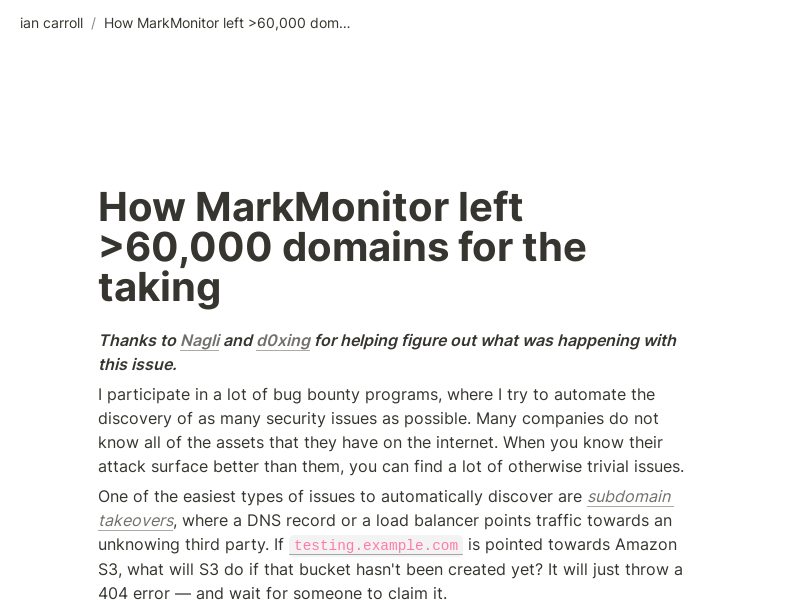 ian carroll / How MarkMonitor left >60,000 dom...
How MarkMonitor left
>60,000 domains for the
taking
Thanks to Nagli and d0xing for helping figure out what was happening with
this issue.
I participate in a lot of bug bounty programs, where I try to automate the
discovery of as many security issues as possible. Many companies do not
know all of the assets that they have on the internet. When you know their
attack surface better than them, you can find a lot of otherwise trivial issues.
One of the easiest types of issues to automatically discover are subdomain
takeovers, where a DNS record or a load balancer points traffic towards an
unknowing third party. If testing.example.com is pointed towards Amazon
S3, what will S3 do if that bucket hasn't been created yet? It will just throw a
404 error — and wait for someone to claim it.